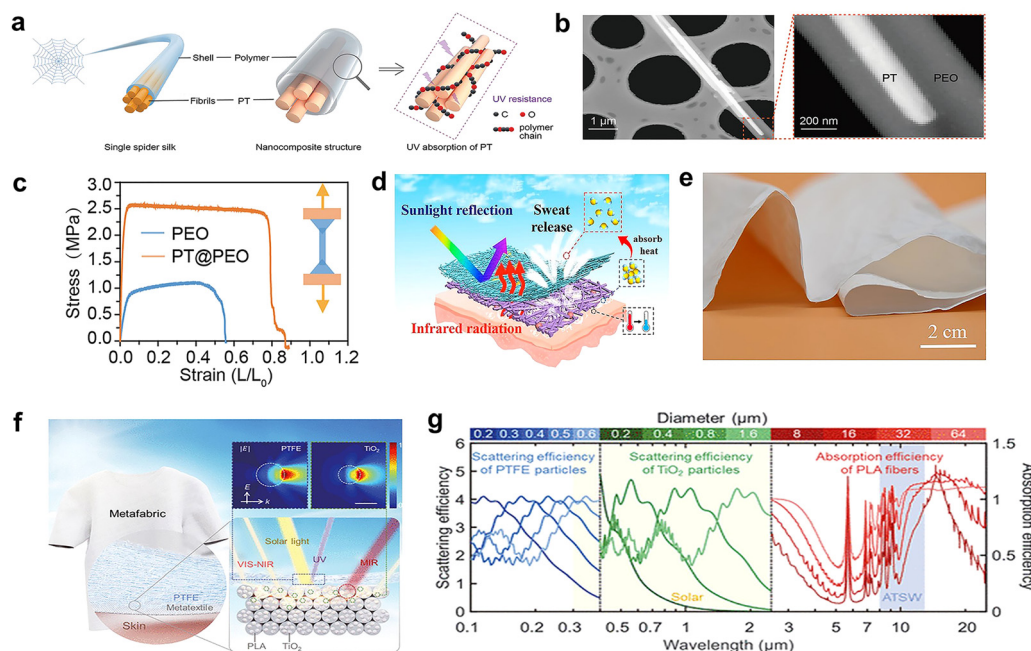 a
Shell
Polymer
Fibrils
PT
UV resistance
C
O
polymer
chain
Single spider silk
Nanocomposite structure
UV absorption of PT
b
1 μm
PT
PEO
200 nm
c
3.0
2.5
2.0
1.5
1.0
0.5
0.0
Stress (MPa)
PEO
PT@PEO
0.0 0.2 0.4 0.6 0.8 1.0 1.2
Strain (L/L0)
d
Sunlight reflection
Sweat
release
absorb
heat
Infrared radiation
e
2 cm
f
Metafabric
PTFE
Metatextile
Skin
|E|
PTFE
TiO2
E
k
Solar light
VIS-NIR
UV
MIR
PLA
TiO2
g
Diameter (μm)
0.2 0.3 0.4 0.5 0.6
0.2 0.4 0.8 1.6
8 16 32 64
Scattering efficiency
of PTFE particles
Scattering efficiency
of TiO2 particles
Absorption efficiency
of PLA fibers
Scattering efficiency
6
5
4
3
2
1
0
1.5
1
0.5
0
Absorption efficiency
Solar
ATSW
0.1 0.2 0.3 0.4 0.5 0.7 1 2 3 5 10 20
Wavelength (μm)